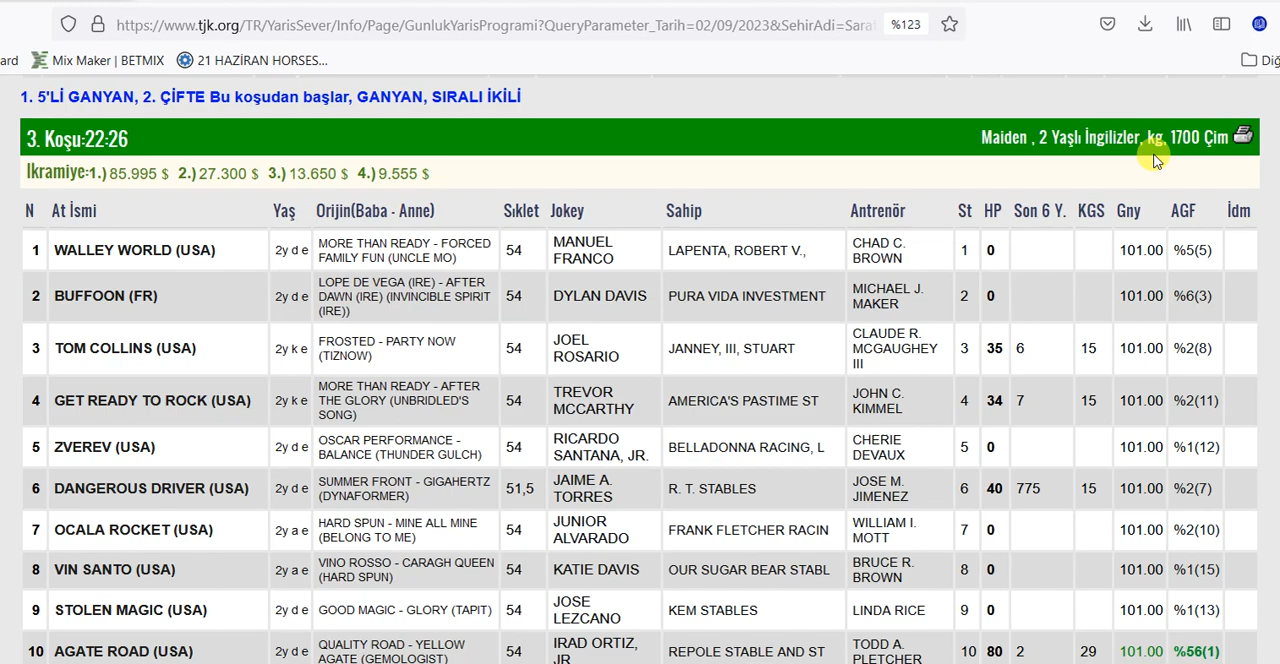 https://www.tjk.org/TR/YarisSever/Info/Page/GunlukYarisProgrami?QueryParameter_Tarih=02/09/2023&SehirAdi=Sara
%123
ard Mix Maker | BETMIX 21 HAZİRAN HORSES... Diğ
1. 5'Lİ GANYAN, 2. ÇİFTE Bu koşudan başlar, GANYAN, SIRALI İKİLİ
3. Koşu:22:26 Maiden , 2 Yaşlı İngilizler, kg, 1700 Çim
İkramiye:1.) 85.995 $ 2.) 27.300 $ 3.) 13.650 $ 4.) 9.555 $
N At İsmi Yaş Orijin(Baba - Anne) Sıklet Jokey Sahip Antrenör St HP Son 6 Y. KGS Gny AGF İdm
1 WALLEY WORLD (USA) 2y d e MORE THAN READY - FORCED FAMILY FUN (UNCLE MO) 54 MANUEL FRANCO LAPENTA, ROBERT V., CHAD C. BROWN 1 0 101.00 %5(5)
2 BUFFOON (FR) 2y d e LOPE DE VEGA (IRE) - AFTER DAWN (IRE) (INVINCIBLE SPIRIT (IRE)) 54 DYLAN DAVIS PURA VIDA INVESTMENT MICHAEL J. MAKER 2 0 101.00 %6(3)
3 TOM COLLINS (USA) 2y k e FROSTED - PARTY NOW (TIZNOW) 54 JOEL ROSARIO JANNEY, III, STUART CLAUDE R. MCGAUGHEY III 3 35 6 15 101.00 %2(8)
4 GET READY TO ROCK (USA) 2y k e MORE THAN READY - AFTER THE GLORY (UNBRIDLED'S SONG) 54 TREVOR MCCARTHY AMERICA'S PASTIME ST JOHN C. KIMMEL 4 34 7 15 101.00 %2(11)
5 ZVEREV (USA) 2y d e OSCAR PERFORMANCE - BALANCE (THUNDER GULCH) 54 RICARDO SANTANA, JR. BELLADONNA RACING, L CHERIE DEVAUX 5 0 101.00 %1(12)
6 DANGEROUS DRIVER (USA) 2y d e SUMMER FRONT - GIGAHERTZ (DYNAFORMER) 51,5 JAIME A. TORRES R. T. STABLES JOSE M. JIMENEZ 6 40 775 15 101.00 %2(7)
7 OCALA ROCKET (USA) 2y a e HARD SPUN - MINE ALL MINE (BELONG TO ME) 54 JUNIOR ALVARADO FRANK FLETCHER RACIN WILLIAM I. MOTT 7 0 101.00 %2(10)
8 VIN SANTO (USA) 2y a e VINO ROSSO - CARAGH QUEEN (HARD SPUN) 54 KATIE DAVIS OUR SUGAR BEAR STABL BRUCE R. BROWN 8 0 101.00 %1(15)
9 STOLEN MAGIC (USA) 2y d e GOOD MAGIC - GLORY (TAPIT) 54 JOSE LEZCANO KEM STABLES LINDA RICE 9 0 101.00 %1(13)
10 AGATE ROAD (USA) 2y d e QUALITY ROAD - YELLOW AGATE (GEMOLOGIST) 54 IRAD ORTIZ, JR REPOLE STABLE AND ST TODD A. PLETCHER 10 80 2 29 101.00 %56(1)